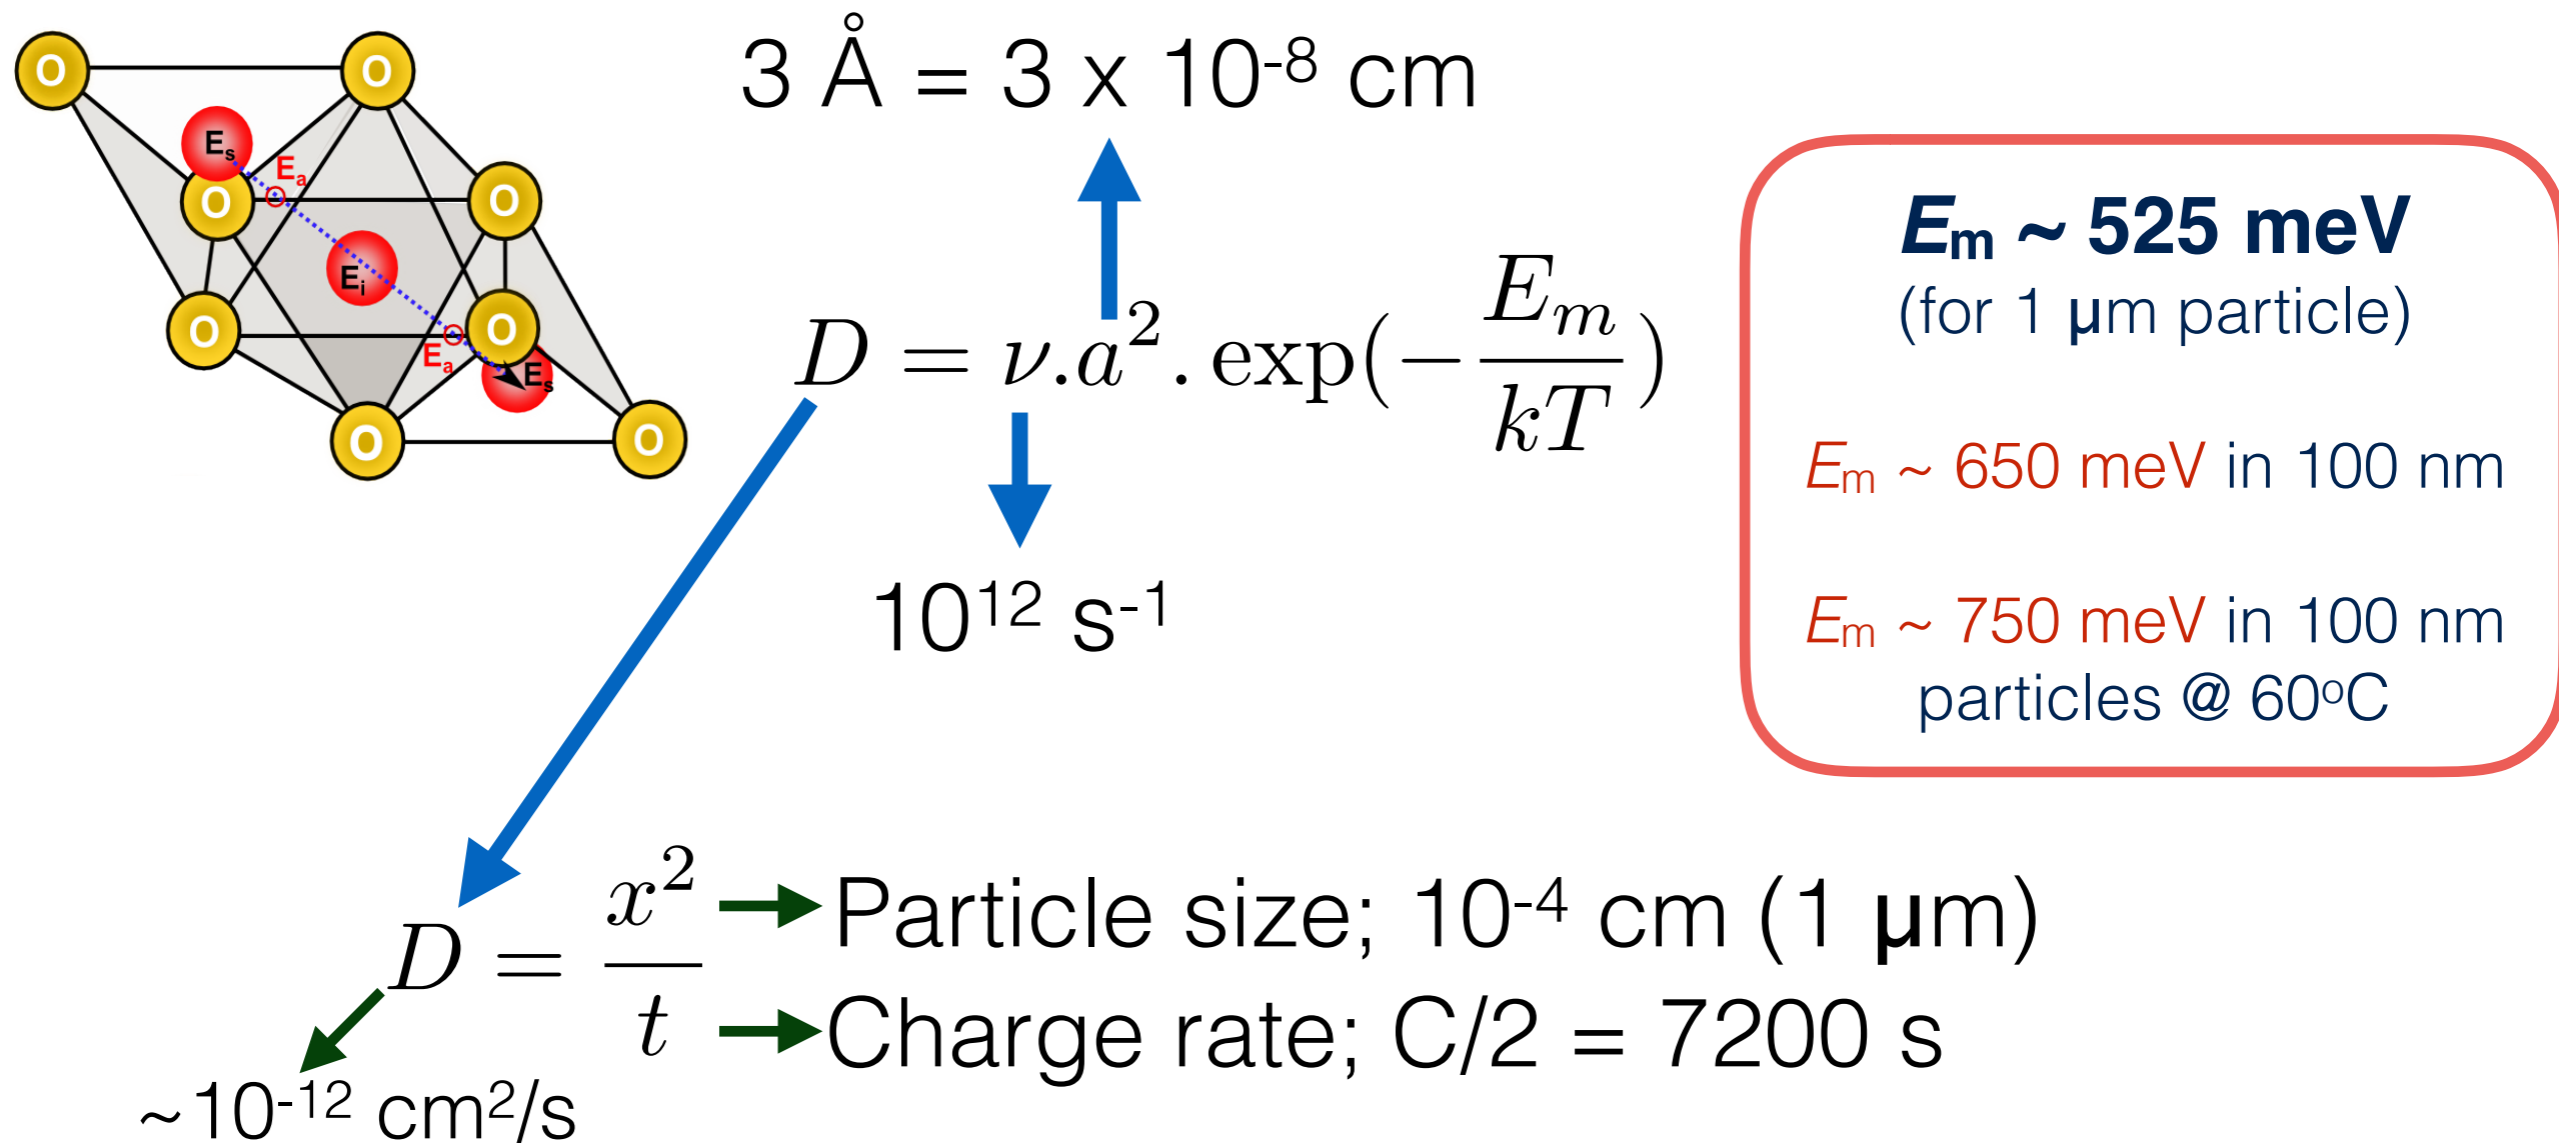 O O
3 Å = 3 x 10⁻⁸ cm
Eₛ
Eₐ
O O
Eᵢ
O O
Eₐ
Eₛ
O O
D = ν.a². exp(−Eₘ/kT)
10¹² s⁻¹
Eₘ ~ 525 meV
(for 1 µm particle)
Eₘ ~ 650 meV in 100 nm
Eₘ ~ 750 meV in 100 nm
particles @ 60ºC
D = x²/t
Particle size; 10⁻⁴ cm (1 µm)
Charge rate; C/2 = 7200 s
~10⁻¹² cm²/s